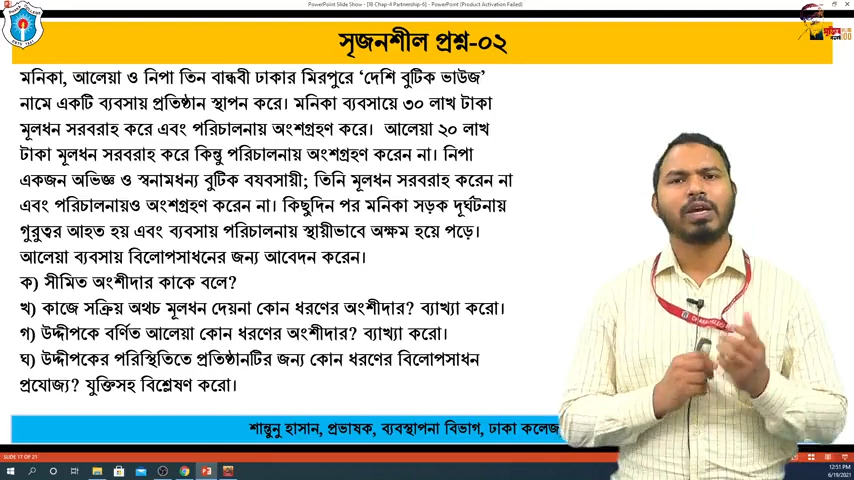 PowerPoint Slide Show - [IB Chap-4 Partnership-6] - PowerPoint (Product Activation Failed)
সৃজনশীল প্রশ্ন-০২
মনিকা, আলেয়া ও নিপা তিন বান্ধবী ঢাকার মিরপুরে ‘দেশি বুটিক ভাউজ’
নামে একটি ব্যবসায় প্রতিষ্ঠান স্থাপন করে। মনিকা ব্যবসায়ে ৩০ লাখ টাকা
মূলধন সরবরাহ করে এবং পরিচালনায় অংশগ্রহণ করে। আলেয়া ২০ লাখ
টাকা মূলধন সরবরাহ করে কিন্তু পরিচালনায় অংশগ্রহণ করেন না। নিপা
একজন অভিজ্ঞ ও স্বনামধন্য বুটিক বযবসায়ী; তিনি মূলধন সরবরাহ করেন না
এবং পরিচালনায়ও অংশগ্রহণ করেন না। কিছুদিন পর মনিকা সড়ক দূর্ঘটনায়
গুরুত্বর আহত হয় এবং ব্যবসায় পরিচালনায় স্থায়ীভাবে অক্ষম হয়ে পড়ে।
আলেয়া ব্যবসায় বিলোপসাধনের জন্য আবেদন করেন।
ক) সীমিত অংশীদার কাকে বলে?
খ) কাজে সক্রিয় অথচ মূলধন দেয়না কোন ধরণের অংশীদার? ব্যাখ্যা করো।
গ) উদ্দীপকে বর্ণিত আলেয়া কোন ধরণের অংশীদার? ব্যাখ্যা করো।
ঘ) উদ্দীপকের পরিস্থিতিতে প্রতিষ্ঠানটির জন্য কোন ধরণের বিলোপসাধন
প্রযোজ্য? যুক্তিসহ বিশ্লেষণ করো।
শান্তুনু হাসান, প্রভাষক, ব্যবস্থাপনা বিভাগ, ঢাকা কলেজ
SLIDE 17 OF 21
12:51 PM
6/19/2021